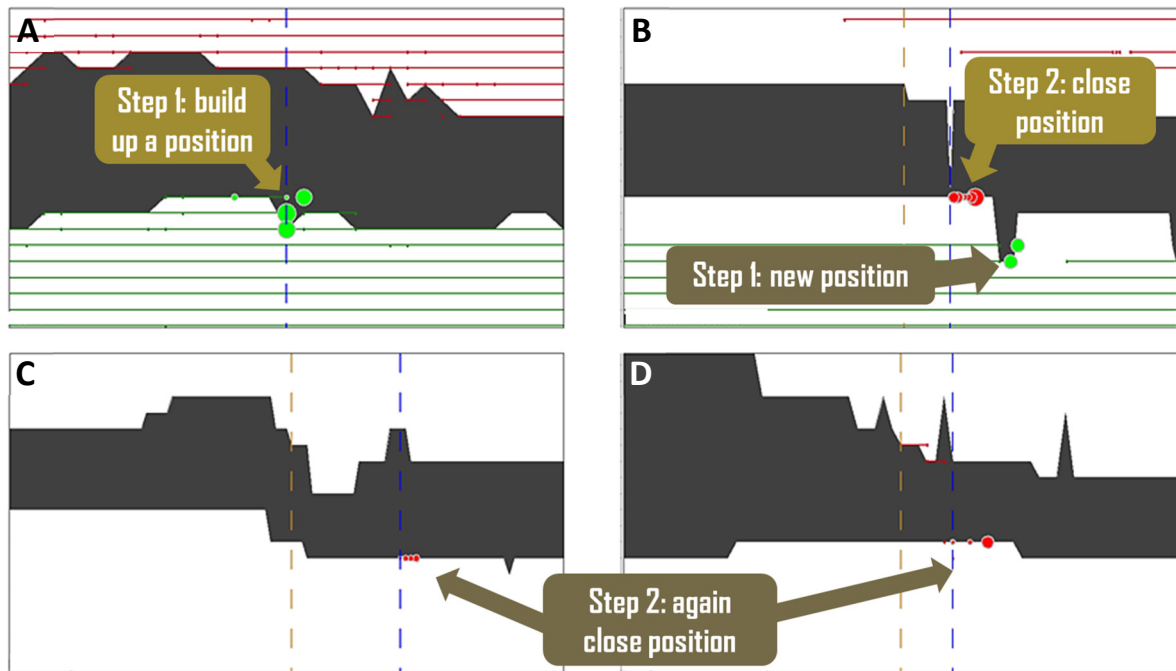 A
Step 1: build
up a position
B
Step 2: close
position
Step 1: new position
C
D
Step 2: again
close position